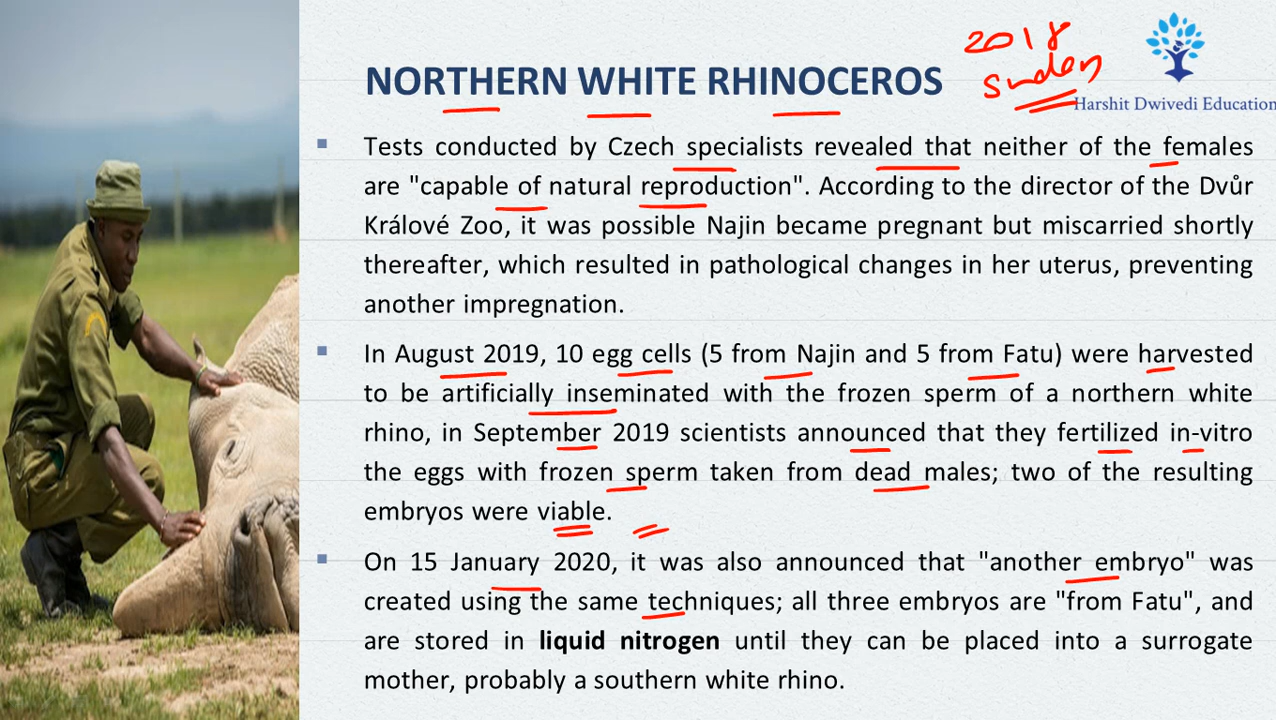 NORTHERN WHITE RHINOCEROS
2018
Sudan
Harshit Dwivedi Education
▪ Tests conducted by Czech specialists revealed that neither of the females
are "capable of natural reproduction". According to the director of the Dvůr
Králové Zoo, it was possible Najin became pregnant but miscarried shortly
thereafter, which resulted in pathological changes in her uterus, preventing
another impregnation.
▪ In August 2019, 10 egg cells (5 from Najin and 5 from Fatu) were harvested
to be artificially inseminated with the frozen sperm of a northern white
rhino, in September 2019 scientists announced that they fertilized in-vitro
the eggs with frozen sperm taken from dead males; two of the resulting
embryos were viable.
▪ On 15 January 2020, it was also announced that "another embryo" was
created using the same techniques; all three embryos are "from Fatu", and
are stored in liquid nitrogen until they can be placed into a surrogate
mother, probably a southern white rhino.